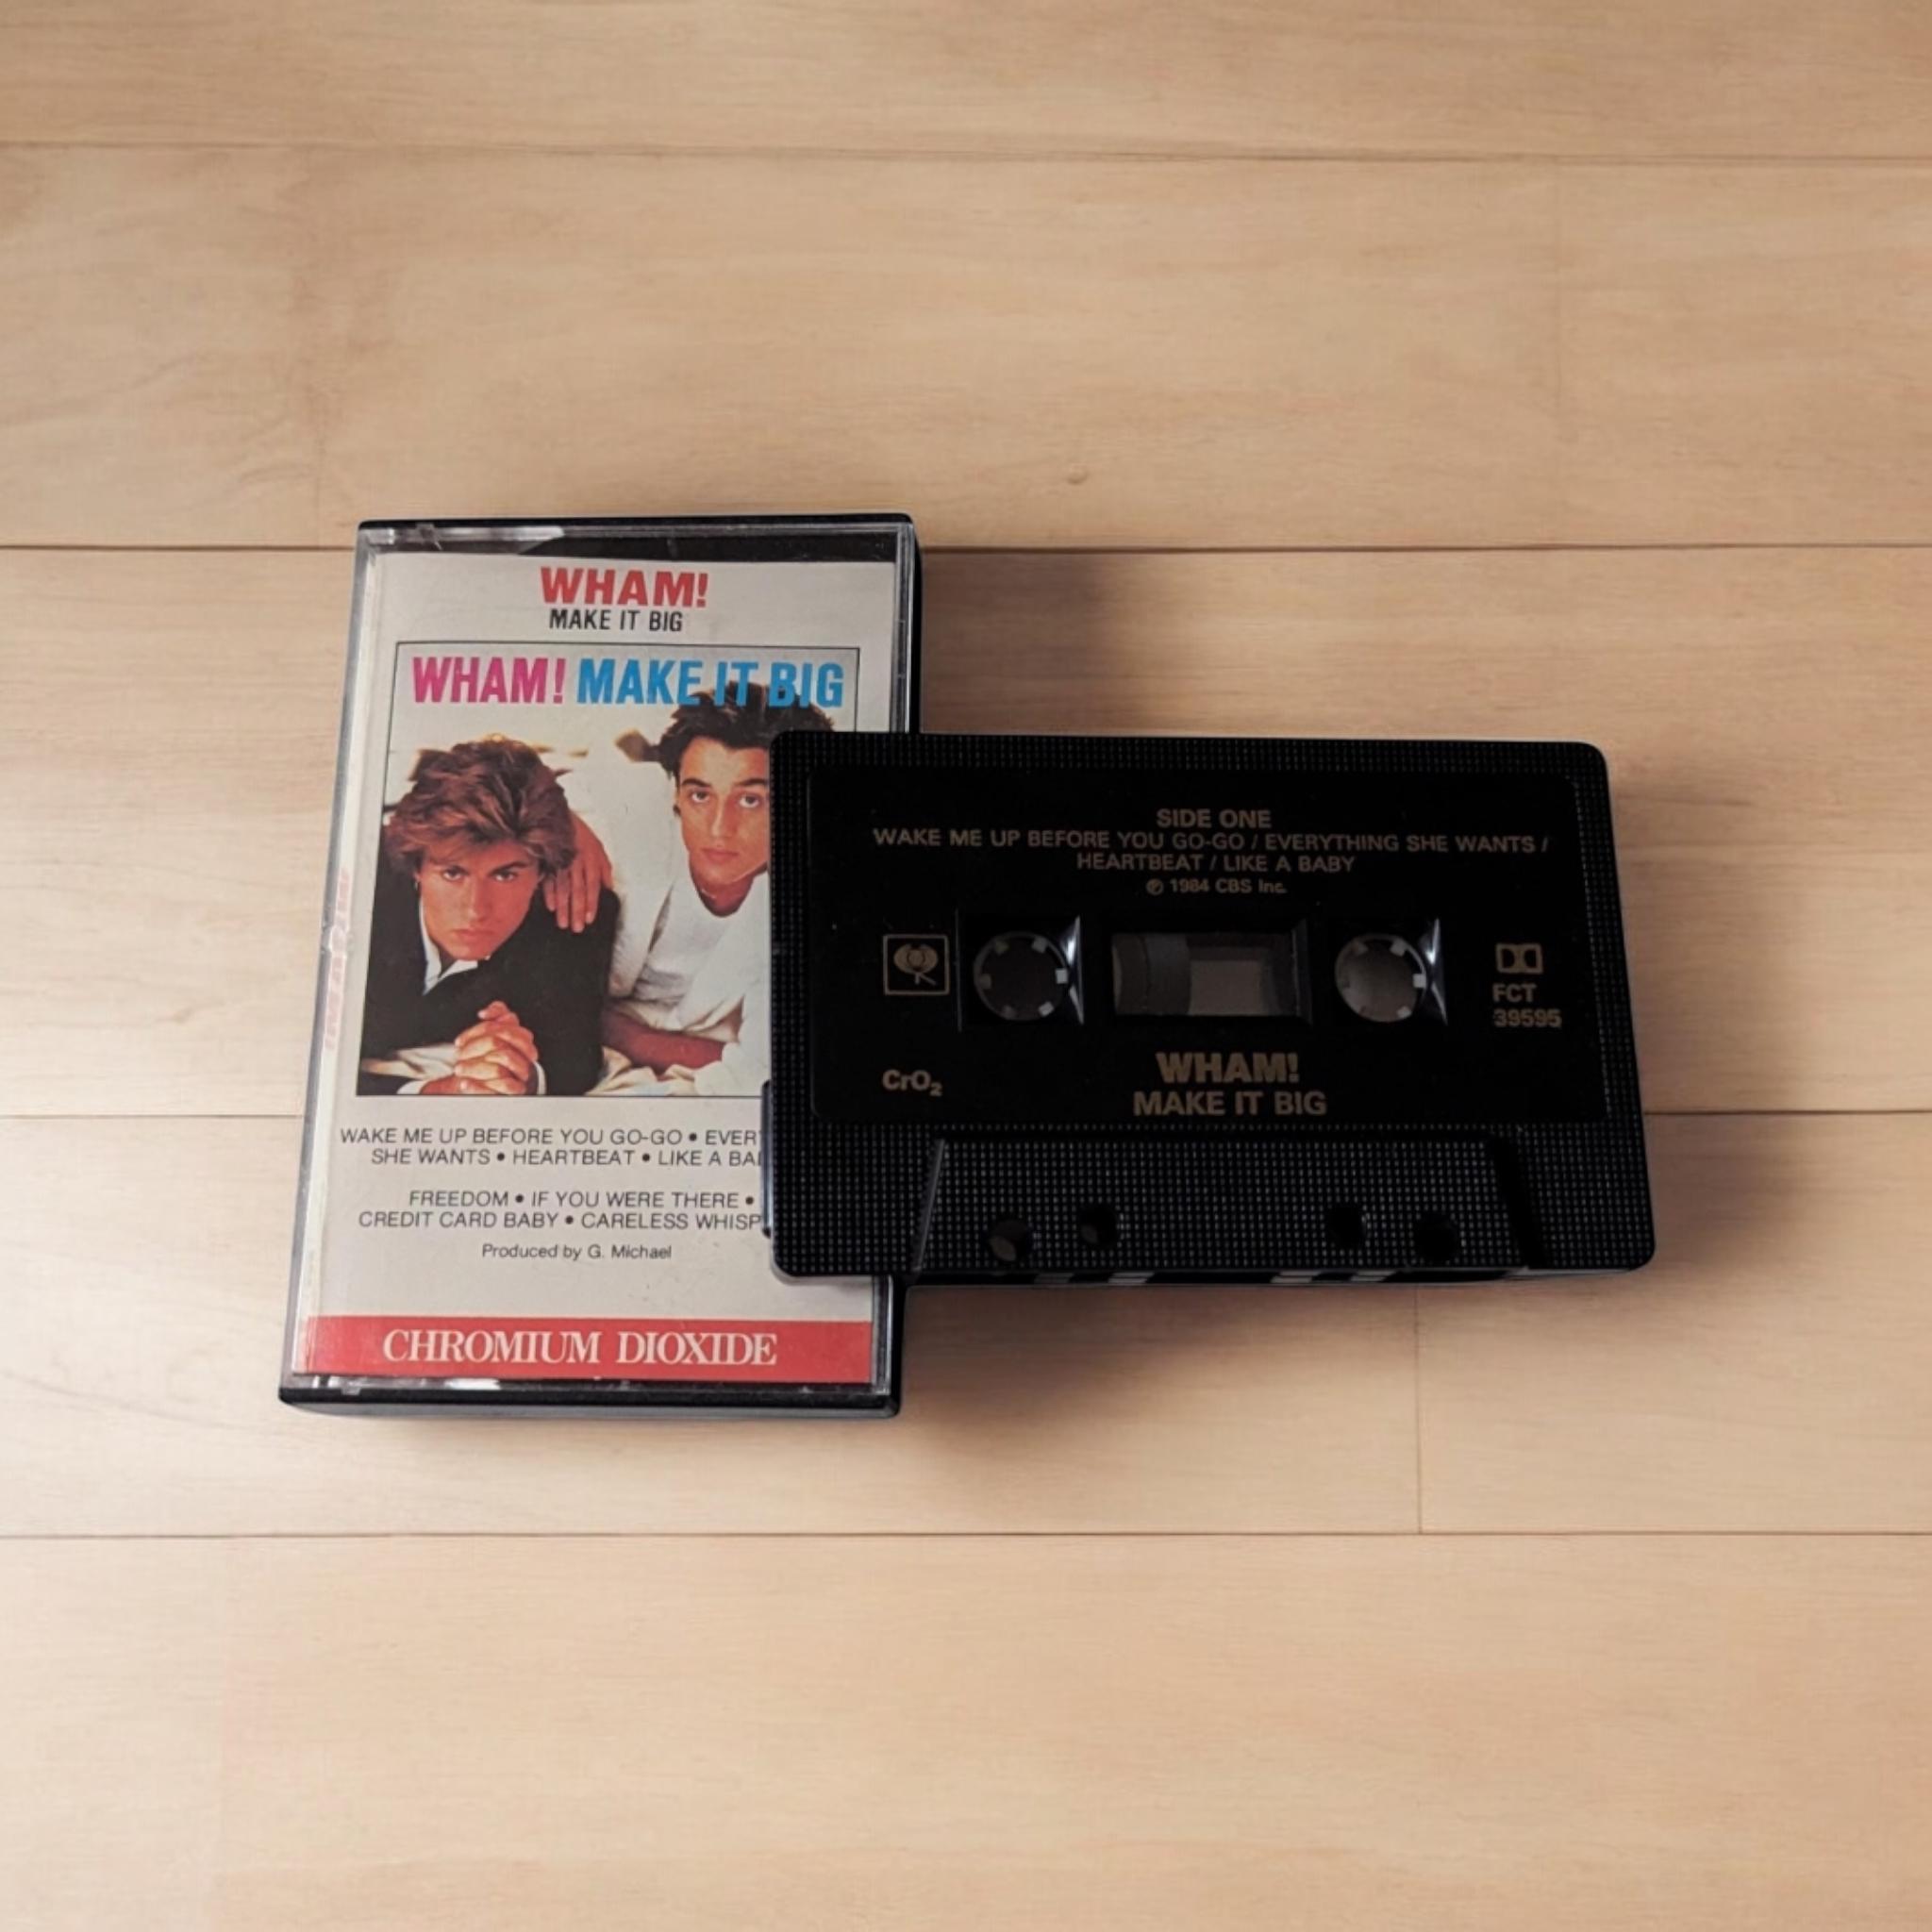 WHAM!
MAKE IT BIG
WHAM! MAKE IT BIG
WAKE ME UP BEFORE YOU GO-GO • EVERY
SHE WANTS • HEARTBEAT • LIKE A BA
FREEDOM • IF YOU WERE THERE •
CREDIT CARD BABY • CARELESS WHISP
Produced by G. Michael
CHROMIUM DIOXIDE
SIDE ONE
WAKE ME UP BEFORE YOU GO-GO / EVERYTHING SHE WANTS /
HEARTBEAT / LIKE A BABY
℗ 1984 CBS Inc.
FCT
39595
CrO₂
WHAM!
MAKE IT BIG